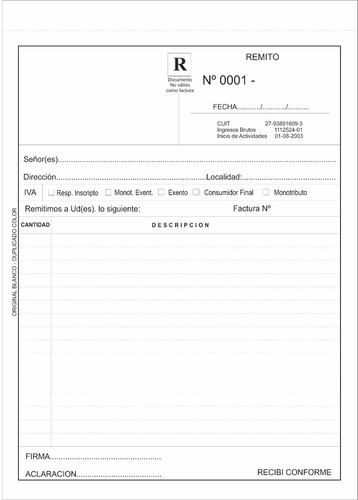 REMITO
R
Documento
No válido
como factura
Nº 0001 -
FECHA............/............/...........
CUIT 27-93891609-3
Ingresos Brutos 1112524-01
Inicio de Actividades 01-08-2003
Señor(es)....................................................................................................................
Dirección..............................................................Localidad:.......................................
IVA Resp. Inscripto Monot. Event. Exento Consumidor Final Monotributo
Remitimos a Ud(es). lo siguiente: Factura Nº
CANTIDAD DESCRIPCION
ORIGINAL BLANCO - DUPLICADO COLOR
FIRMA...............................................
ACLARACION....................................
RECIBI CONFORME